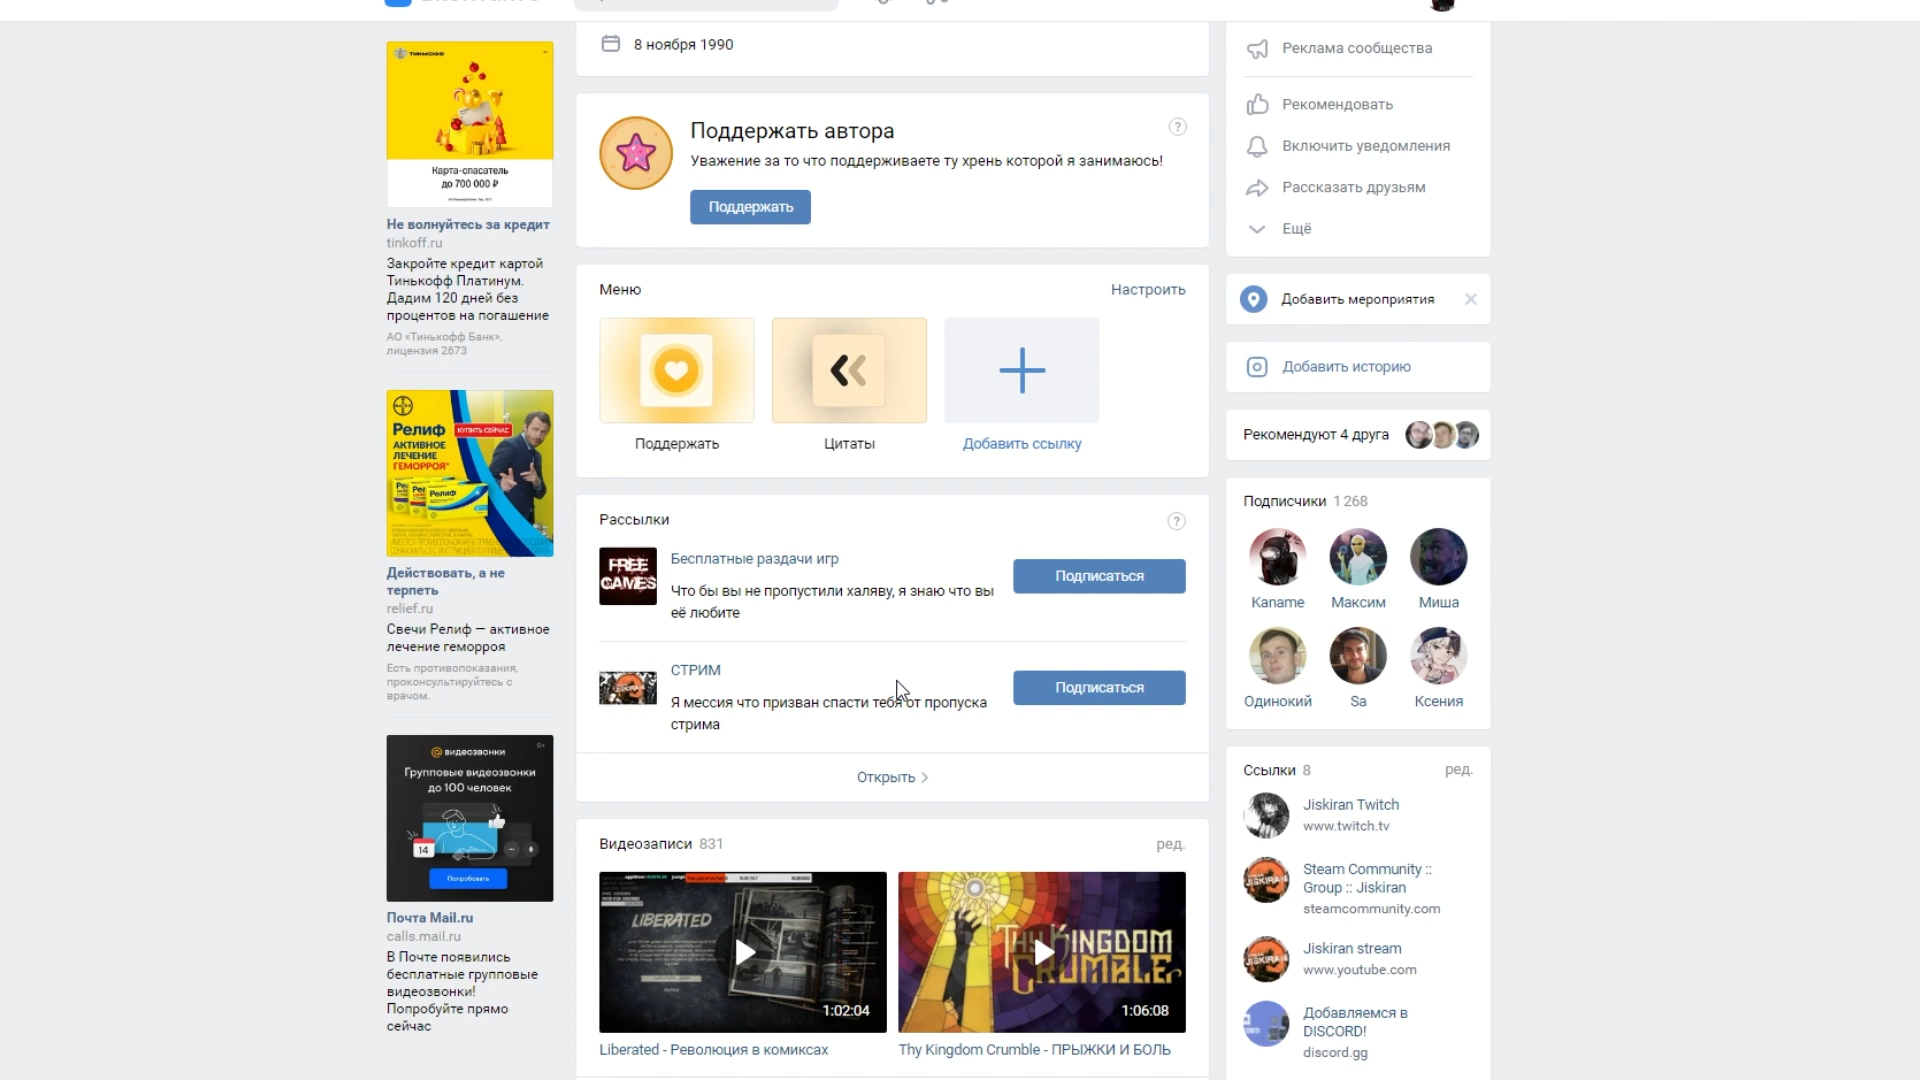 ТИНЬКОФФ
Карта-спасатель
до 700 000 ₽
Не волнуйтесь за кредит
tinkoff.ru
Закройте кредит картой
Тинькофф Платинум.
Дадим 120 дней без
процентов на погашение
АО «Тинькофф Банк»,
лицензия 2673
Релиф
КУПИТЬ СЕЙЧАС
АКТИВНОЕ
ЛЕЧЕНИЕ
ГЕМОРРОЯ*
Релиф
Действовать, а не
терпеть
relief.ru
Свечи Релиф — активное
лечение геморроя
Есть противопоказания,
проконсультируйтесь с
врачом.
видеозвонки
0+
Групповые видеозвонки
до 100 человек
14
Попробовать
Почта Mail.ru
calls.mail.ru
В Почте появились
бесплатные групповые
видеозвонки!
Попробуйте прямо
сейчас
8 ноября 1990
Поддержать автора
?
Уважение за то что поддерживаете ту хрень которой я занимаюсь!
Поддержать
Меню
Настроить
Поддержать
Цитаты
Добавить ссылку
Рассылки
?
FREE
GAMES
Бесплатные раздачи игр
Что бы вы не пропустили халяву, я знаю что вы
её любите
Подписаться
JISKIRAN
СТРИМ
Я мессия что призван спасти тебя от пропуска
стрима
Подписаться
Открыть
Видеозаписи 831
ред.
LIBERATED
1:02:04
Liberated - Революция в комиксах
THY KINGDOM
CRUMBLE
1:06:08
Thy Kingdom Crumble - ПРЫЖКИ И БОЛЬ
Реклама сообщества
Рекомендовать
Включить уведомления
Рассказать друзьям
Ещё
Добавить мероприятия
Добавить историю
Рекомендуют 4 друга
Подписчики 1 268
Kaname
Максим
Миша
Одинокий
Sa
Ксения
Ссылки 8
ред.
Jiskiran Twitch
www.twitch.tv
JISKIRAN
Steam Community ::
Group :: Jiskiran
steamcommunity.com
JISKIRAN
Jiskiran stream
www.youtube.com
Добавляемся в
DISCORD!
discord.gg